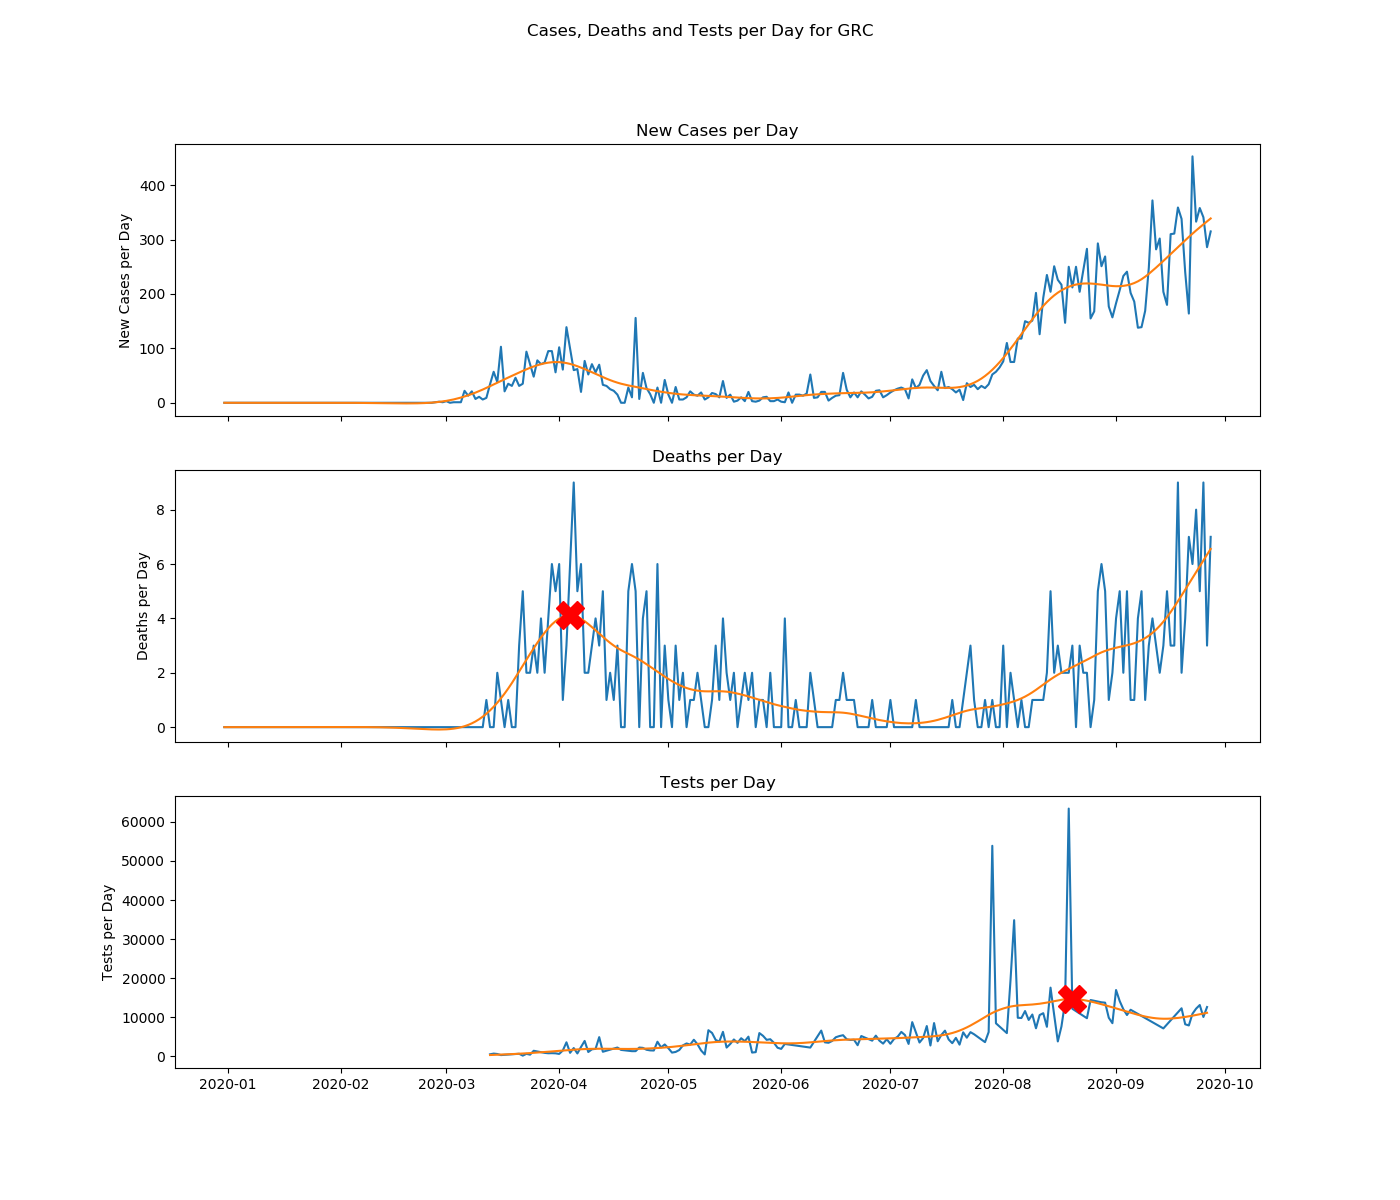 Cases, Deaths and Tests per Day for GRC
New Cases per Day
New Cases per Day
400
300
200
100
0
Deaths per Day
Deaths per Day
8
6
4
2
0
Tests per Day
Tests per Day
60000
50000
40000
30000
20000
10000
0
2020-01 2020-02 2020-03 2020-04 2020-05 2020-06 2020-07 2020-08 2020-09 2020-10